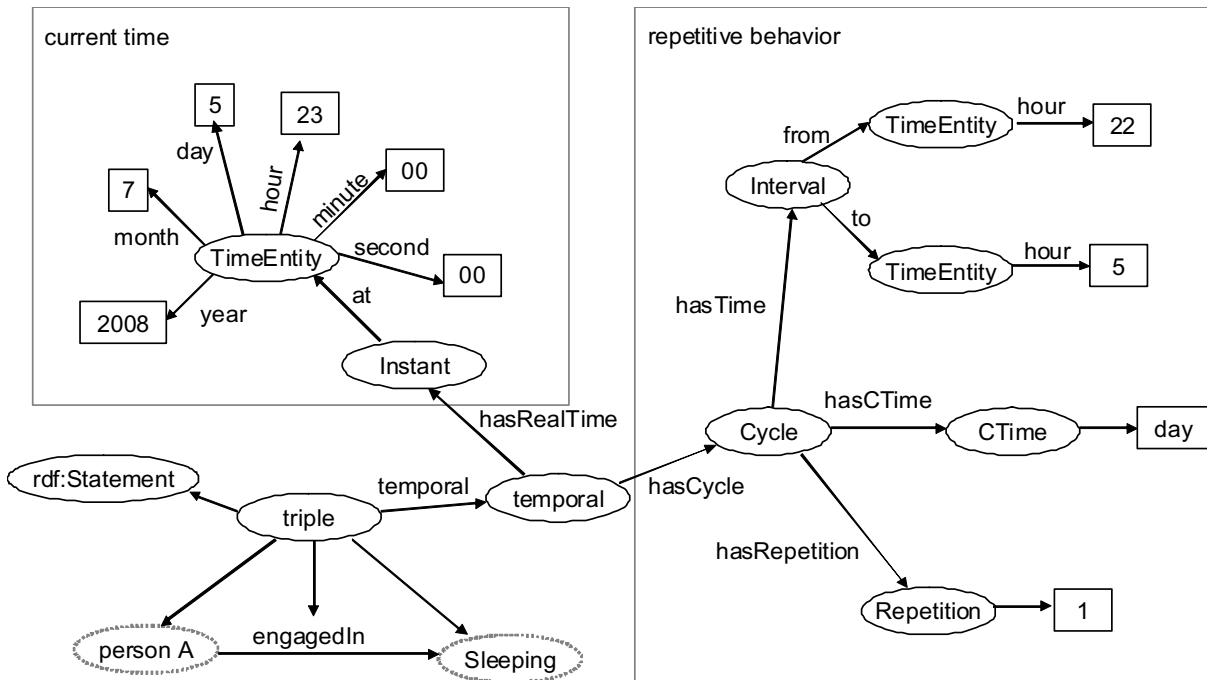 current time
5
23
day
hour
minute
00
7
month
TimeEntity
second
00
2008
year
at
Instant
hasRealTime
rdf:Statement
triple
temporal
temporal
hasCycle
person A
engagedIn
Sleeping
repetitive behavior
from
TimeEntity
hour
22
Interval
to
TimeEntity
hour
5
hasTime
Cycle
hasCTime
CTime
day
hasRepetition
Repetition
1